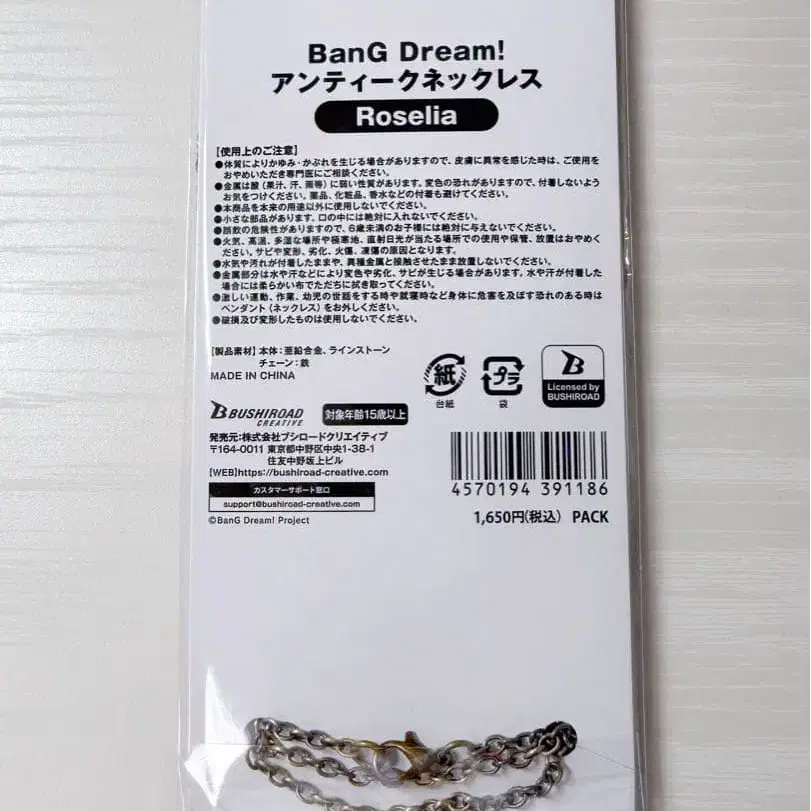 BanG Dream!
アンティークネックレス
Roselia
【使用上のご注意】
●体質によりかゆみ・かぶれを生じる場合がありますので、皮膚に異常を感じた時は、ご使用を
おやめいただき専門医にご相談ください。
●金属は酸（果汁、汗、雨等）に弱い性質があります。変色の恐れがありますので、付着しないよう
お気をつけください。薬品、化粧品、香水などの付着も避けてください。
●本商品を本来の用途以外に使用しないでください。
●小さな部品があります。口の中には絶対に入れないでください。
●誤飲の危険性がありますので、6歳未満のお子様には絶対に与えないでください。
●火気、高温、多湿な場所や極寒地、直射日光が当たる場所での使用や保管、放置はおやめく
ださい。サビや変形、劣化、火傷、凍傷の原因となります。
●水気や汚れが付着したままや、異種金属と接触させたまま放置しないでください。
●金属部分は水や汗などにより変色や劣化、サビが生じる場合があります。水や汗が付着した
場合には柔らかい布でただちに拭き取ってください。
●激しい運動、作業、幼児の世話をする時や就寝時など身体に危害を及ぼす恐れのある時は
ペンダント（ネックレス）をお外しください。
●破損及び変形したものは使用しないでください。
【製品素材】本体：亜鉛合金、ラインストーン
チェーン：鉄
MADE IN CHINA
紙
台紙
プラ
袋
B
Licensed by
BUSHIROAD
BUSHIROAD
CREATIVE
対象年齢15歳以上
発売元：株式会社ブシロードクリエイティブ
〒164-0011 東京都中野区中央1-38-1
住友中野坂上ビル
【WEB】https://bushiroad-creative.com
カスタマーサポート窓口
support@bushiroad-creative.com
©BanG Dream! Project
4570194 391186
1,650円(税込) PACK